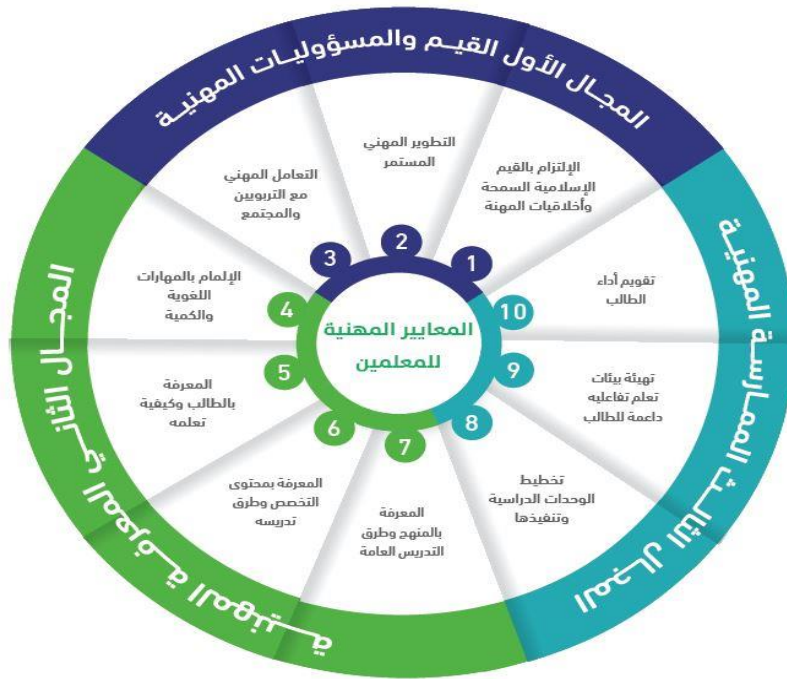 المجال الأول القيم والمسؤوليات المهنية
الإلتزام بالقيم
الإسلامية السمحة
وأخلاقيات المهنة
1
التطوير المهني
المستمر
2
التعامل المهني
مع التربويين
والمجتمع
3
المجال الثاني المعرفة المهنية
الإلمام بالمهارات
اللغوية
والكمية
4
المعرفة
بالطالب وكيفية
تعلمه
5
المعرفة بمحتوى
التخصص وطرق
تدريسه
6
المعرفة
بالمنهج وطرق
التدريس العامة
7
المجال الثالث الممارسة المهنية
تخطيط
الوحدات الدراسية
وتنفيذها
8
تهيئة بيئات
تعلم تفاعليه
داعمة للطالب
9
تقويم أداء
الطالب
10
المعايير المهنية
للمعلمين